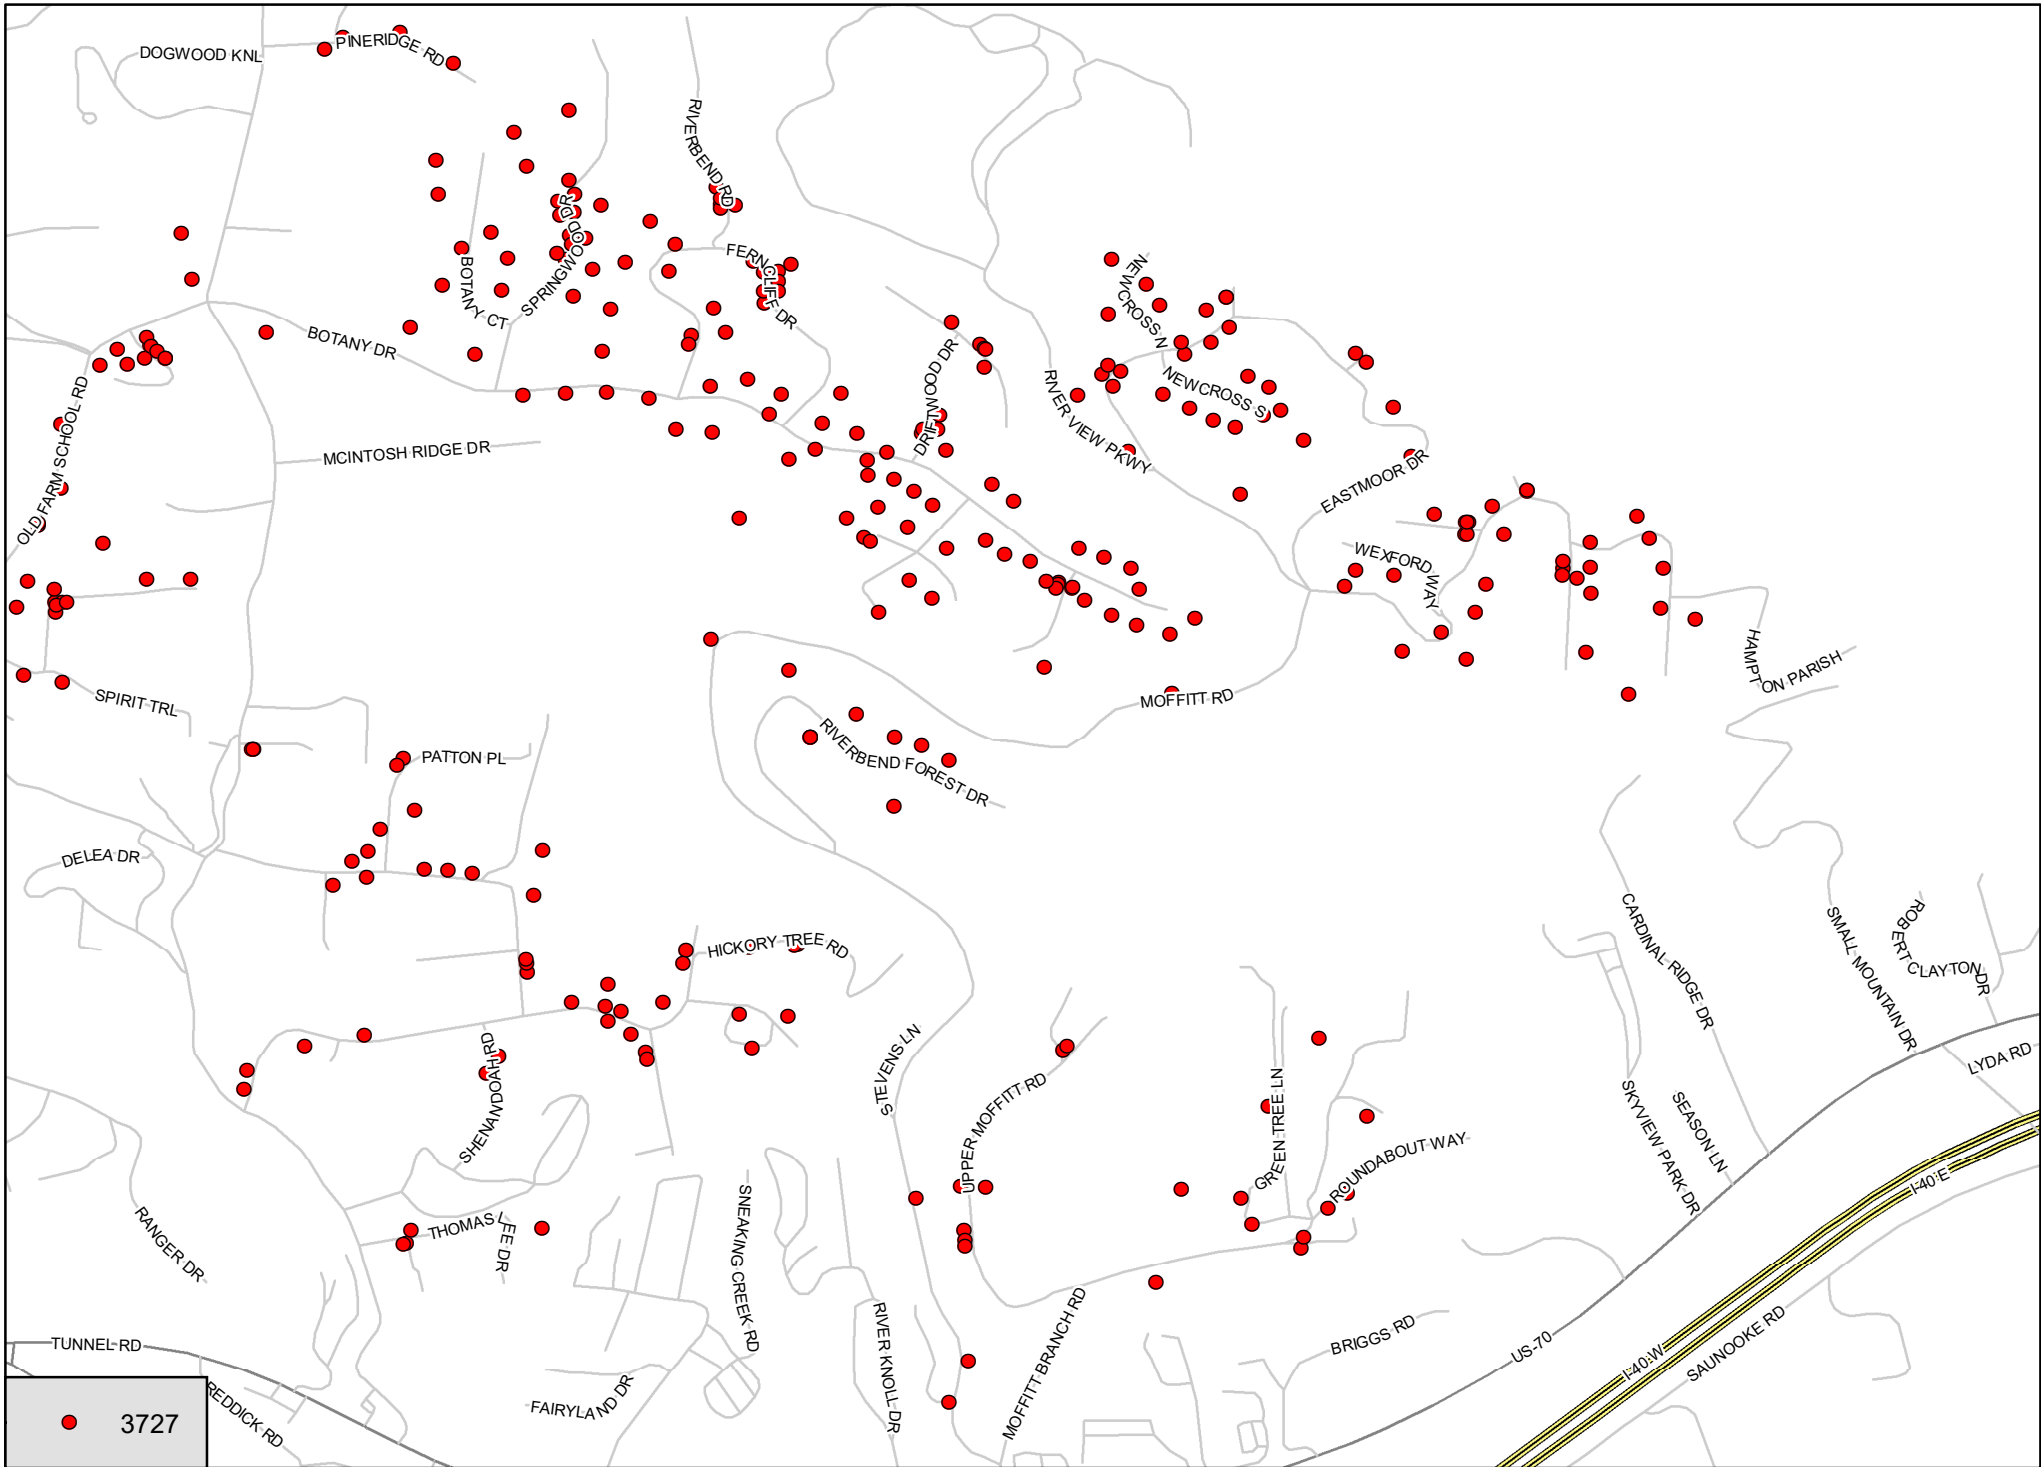 DOGWOOD KNL
PINERIDGE RD
RIVERBEND RD
SPRINGWOOD DR
BOTANY CT
FERNCLIFF DR
NEW CROSS N
BOTANY DR
DRIFTWOOD DR
RIVER VIEW PKWY
NEW CROSS S
OLD FARM SCHOOL RD
MCINTOSH RIDGE DR
EASTMOOR DR
WEXFORD WAY
HAMPTON PARISH
SPIRIT TRL
MOFFITT RD
PATTON PL
RIVERBEND FOREST DR
DELEA DR
HICKORY TREE RD
CARDINAL RIDGE DR
SMALL MOUNTAIN DR
ROBERT CLAYTON DR
SHENANDOAH RD
STEVENS LN
UPPER MOFFITT RD
GREEN TREE LN
ROUNDABOUT WAY
SKYVIEW PARK DR
SEASON LN
LYDA RD
I-40 E
RANGER DR
THOMAS LEE DR
SNEAKING CREEK RD
RIVER KNOLL DR
MOFFITT BRANCH RD
BRIGGS RD
US-70
I-40 W
SAUNOOKE RD
TUNNEL RD
REDDICK RD
FAIRYLAND DR
3727